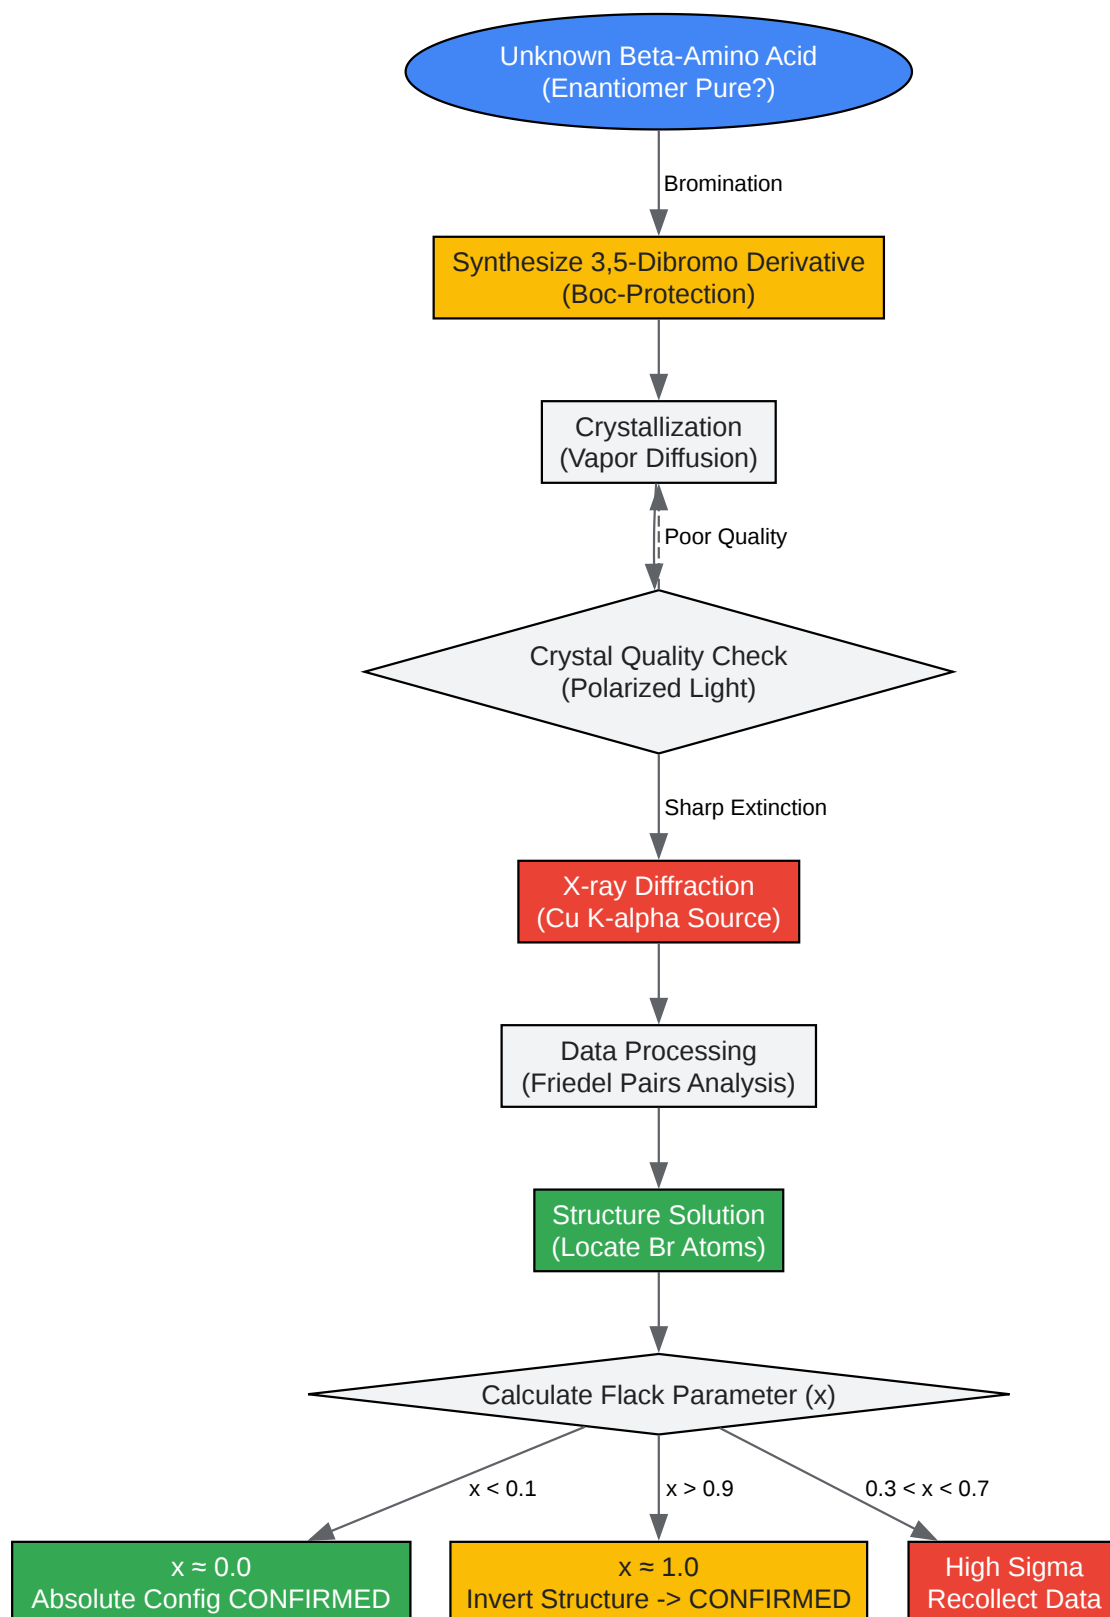 Unknown Beta-Amino Acid
(Enantiomer Pure?)
Bromination
Synthesize 3,5-Dibromo Derivative
(Boc-Protection)
Crystallization
(Vapor Diffusion)
Poor Quality
Crystal Quality Check
(Polarized Light)
Sharp Extinction
X-ray Diffraction
(Cu K-alpha Source)
Data Processing
(Friedel Pairs Analysis)
Structure Solution
(Locate Br Atoms)
Calculate Flack Parameter (x)
x < 0.1
x > 0.9
0.3 < x < 0.7
x ≈ 0.0
Absolute Config CONFIRMED
x ≈ 1.0
Invert Structure -> CONFIRMED
High Sigma
Recollect Data